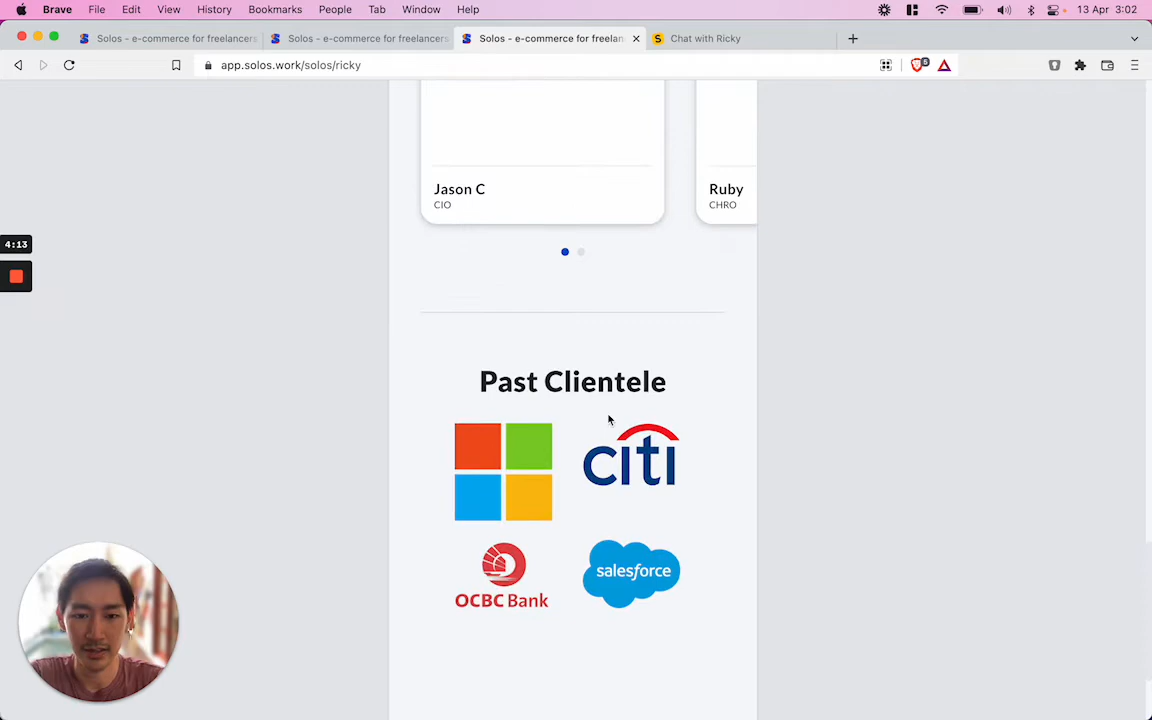 Brave File Edit View History Bookmarks People Tab Window Help 13 Apr 3:02
Solos – e-commerce for freelancers Solos – e-commerce for freelancers Solos – e-commerce for freelan Chat with Ricky
app.solos.work/solos/ricky
Jason C
CIO
Ruby
CHRO
4:13
Past Clientele
citi
OCBC Bank
salesforce